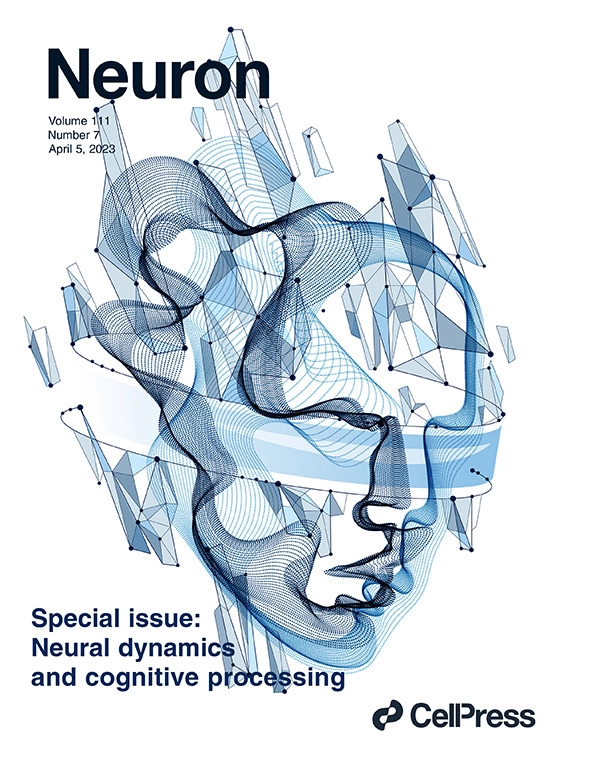 Neuron
Volume 111
Number 7
April 5, 2023
Special issue:
Neural dynamics
and cognitive processing
CellPress